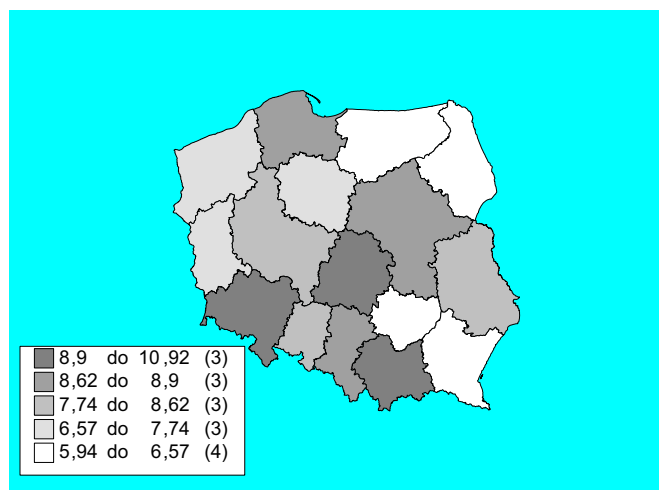 8,9 do 10,92 (3)
8,62 do 8,9 (3)
7,74 do 8,62 (3)
6,57 do 7,74 (3)
5,94 do 6,57 (4)